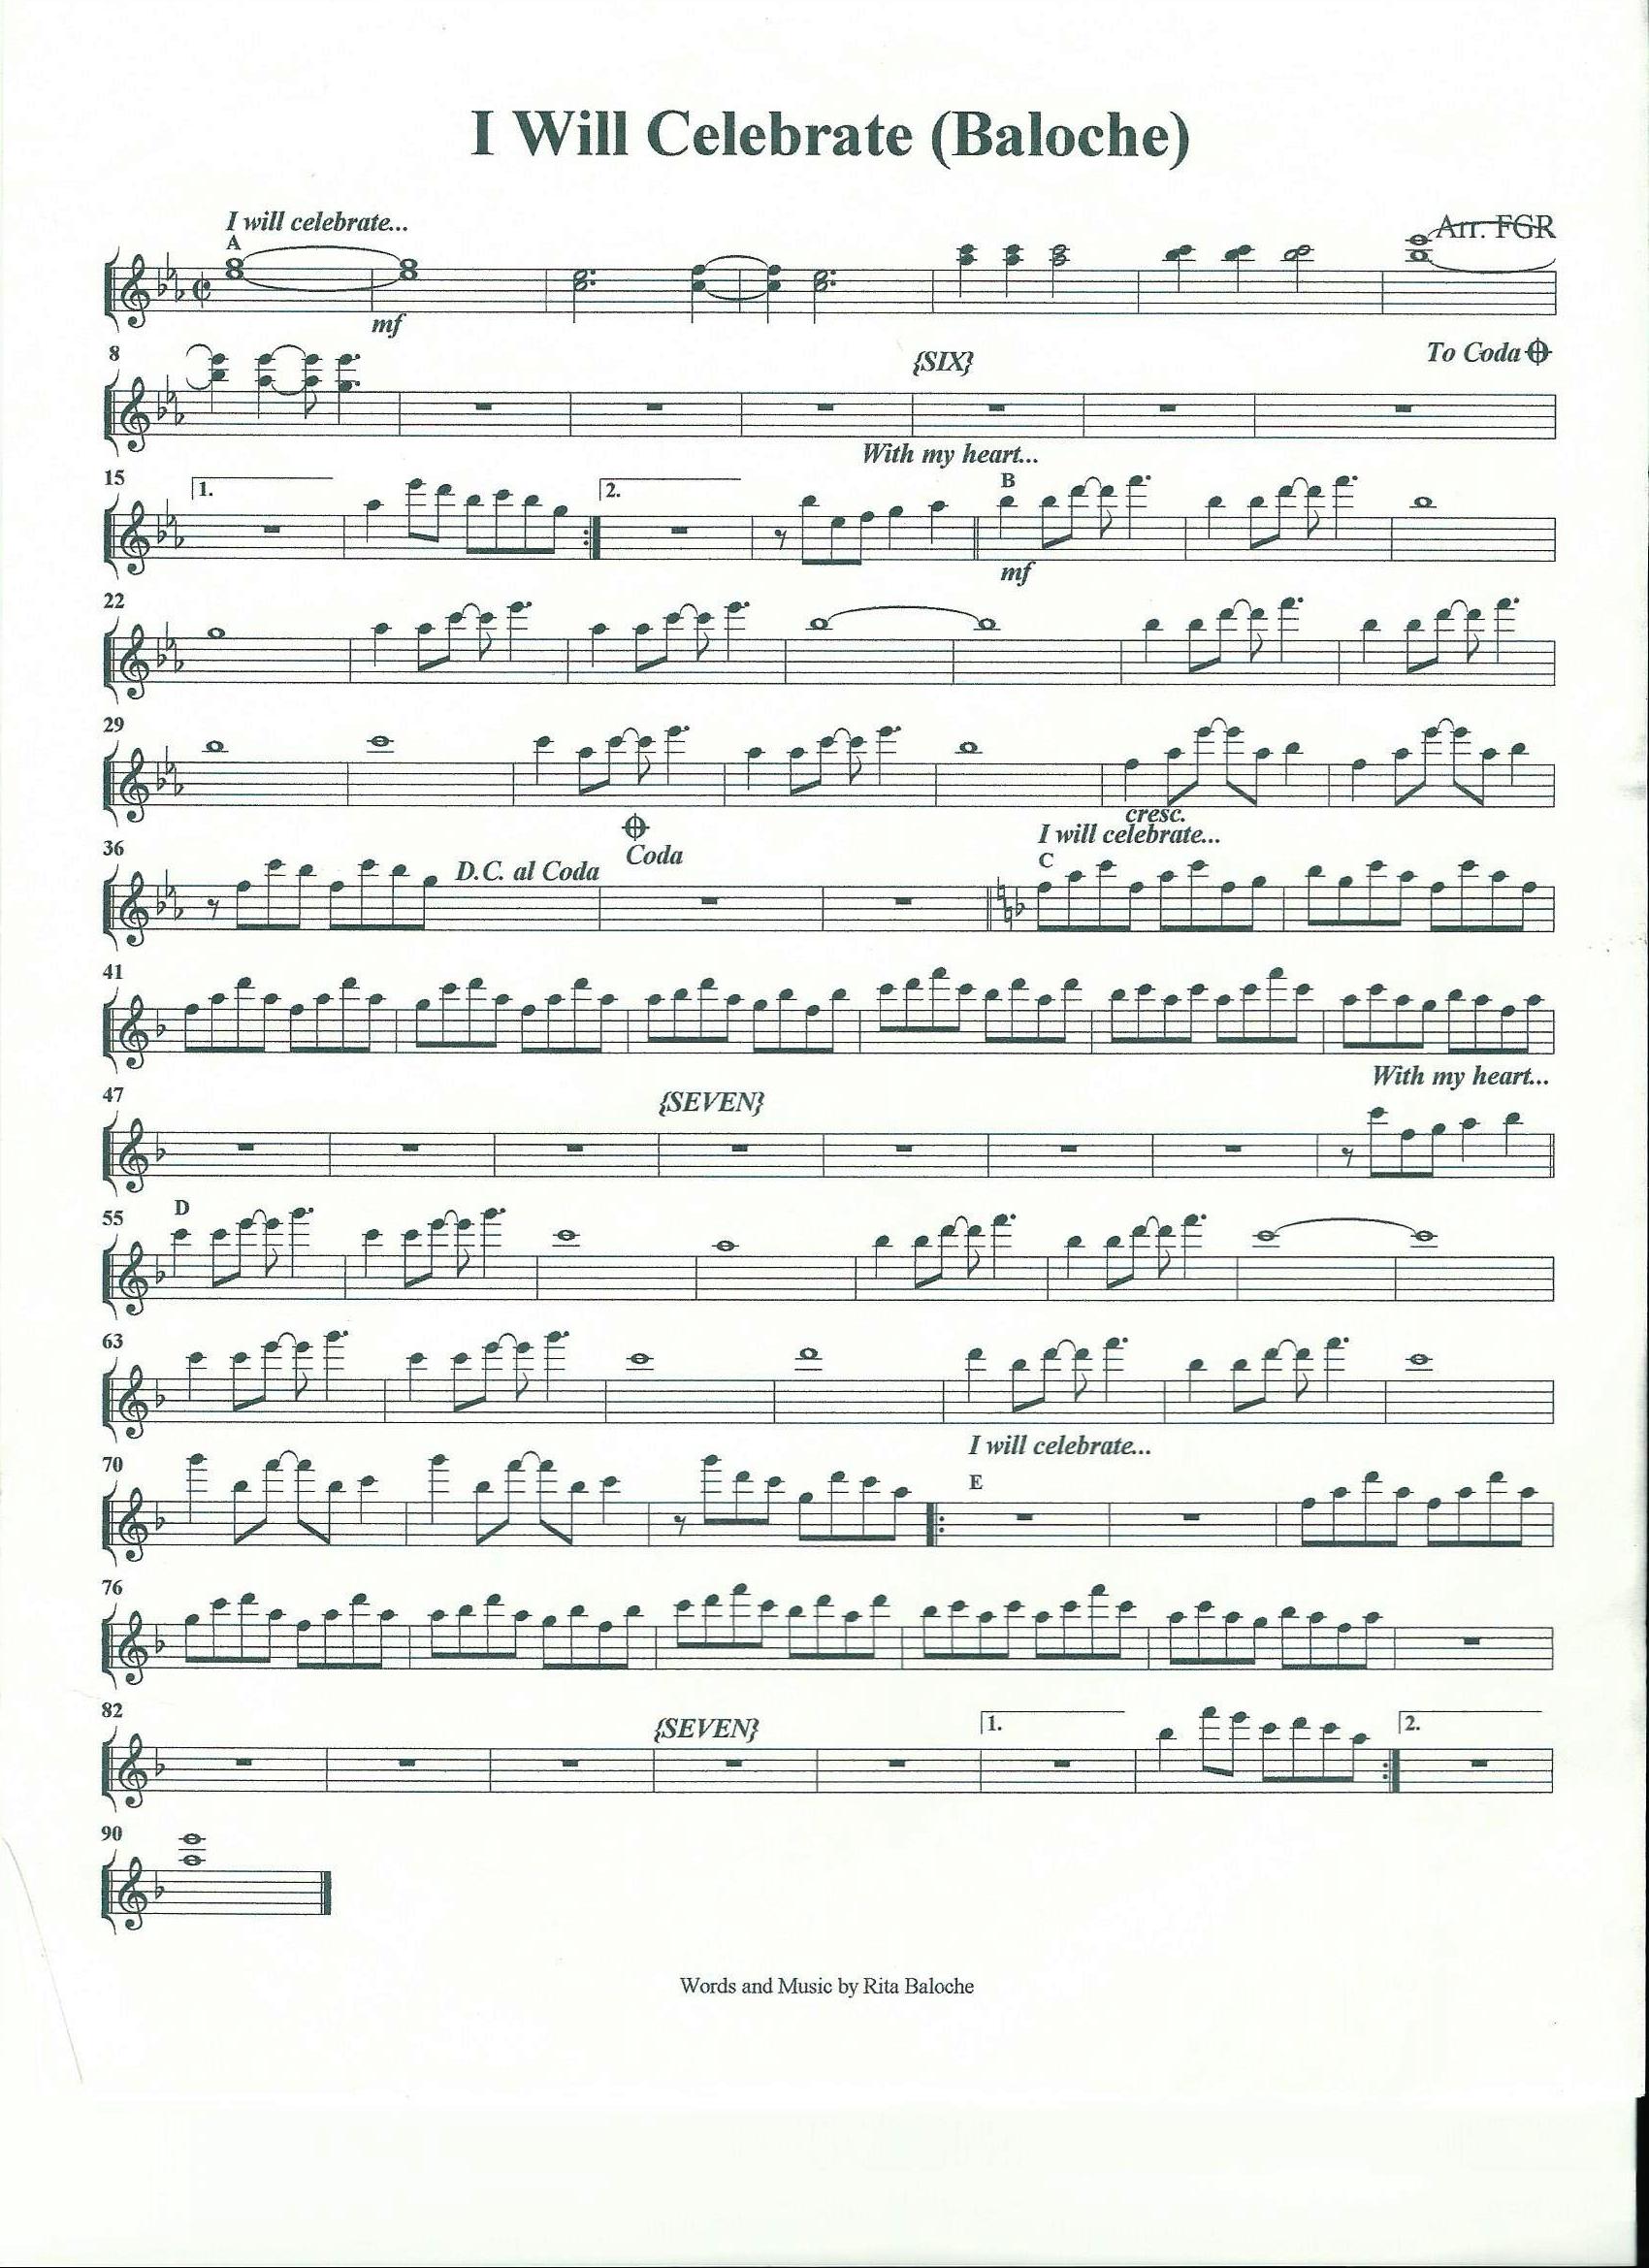 I Will Celebrate (Baloche)
I will celebrate...
Arr. FGR
A
mf
8
{SIX}
To Coda
With my heart...
15
1.
2.
B
mf
22
29
cresc.
I will celebrate...
36
D.C. al Coda
Coda
C
41
With my heart...
47
{SEVEN}
55
D
63
I will celebrate...
70
E
76
82
{SEVEN}
1.
2.
90
Words and Music by Rita Baloche